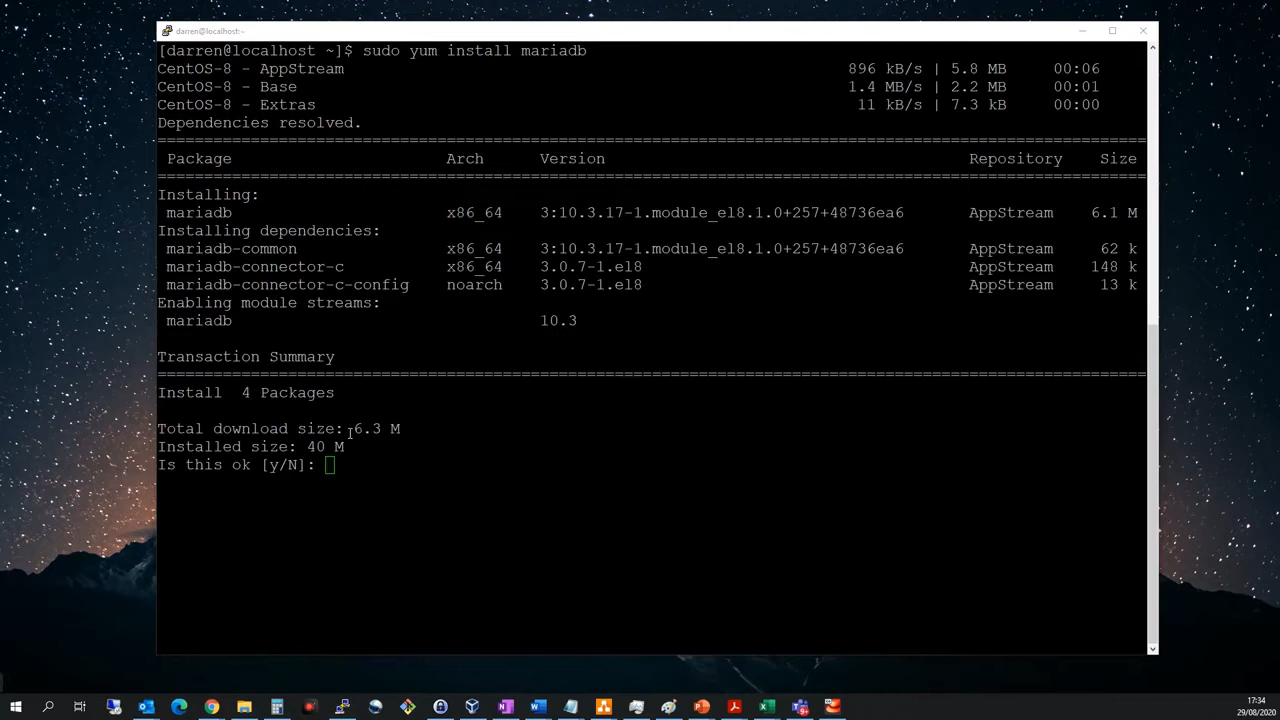 darren@localhost:~
[darren@localhost ~]$ sudo yum install mariadb
CentOS-8 - AppStream 896 kB/s | 5.8 MB 00:06
CentOS-8 - Base 1.4 MB/s | 2.2 MB 00:01
CentOS-8 - Extras 11 kB/s | 7.3 kB 00:00
Dependencies resolved.
Package Arch Version Repository Size
Installing:
mariadb x86_64 3:10.3.17-1.module_el8.1.0+257+48736ea6 AppStream 6.1 M
Installing dependencies:
mariadb-common x86_64 3:10.3.17-1.module_el8.1.0+257+48736ea6 AppStream 62 k
mariadb-connector-c x86_64 3.0.7-1.el8 AppStream 148 k
mariadb-connector-c-config noarch 3.0.7-1.el8 AppStream 13 k
Enabling module streams:
mariadb 10.3
Transaction Summary
Install 4 Packages
Total download size: 6.3 M
Installed size: 40 M
Is this ok [y/N]:
17:34
29/08/2020